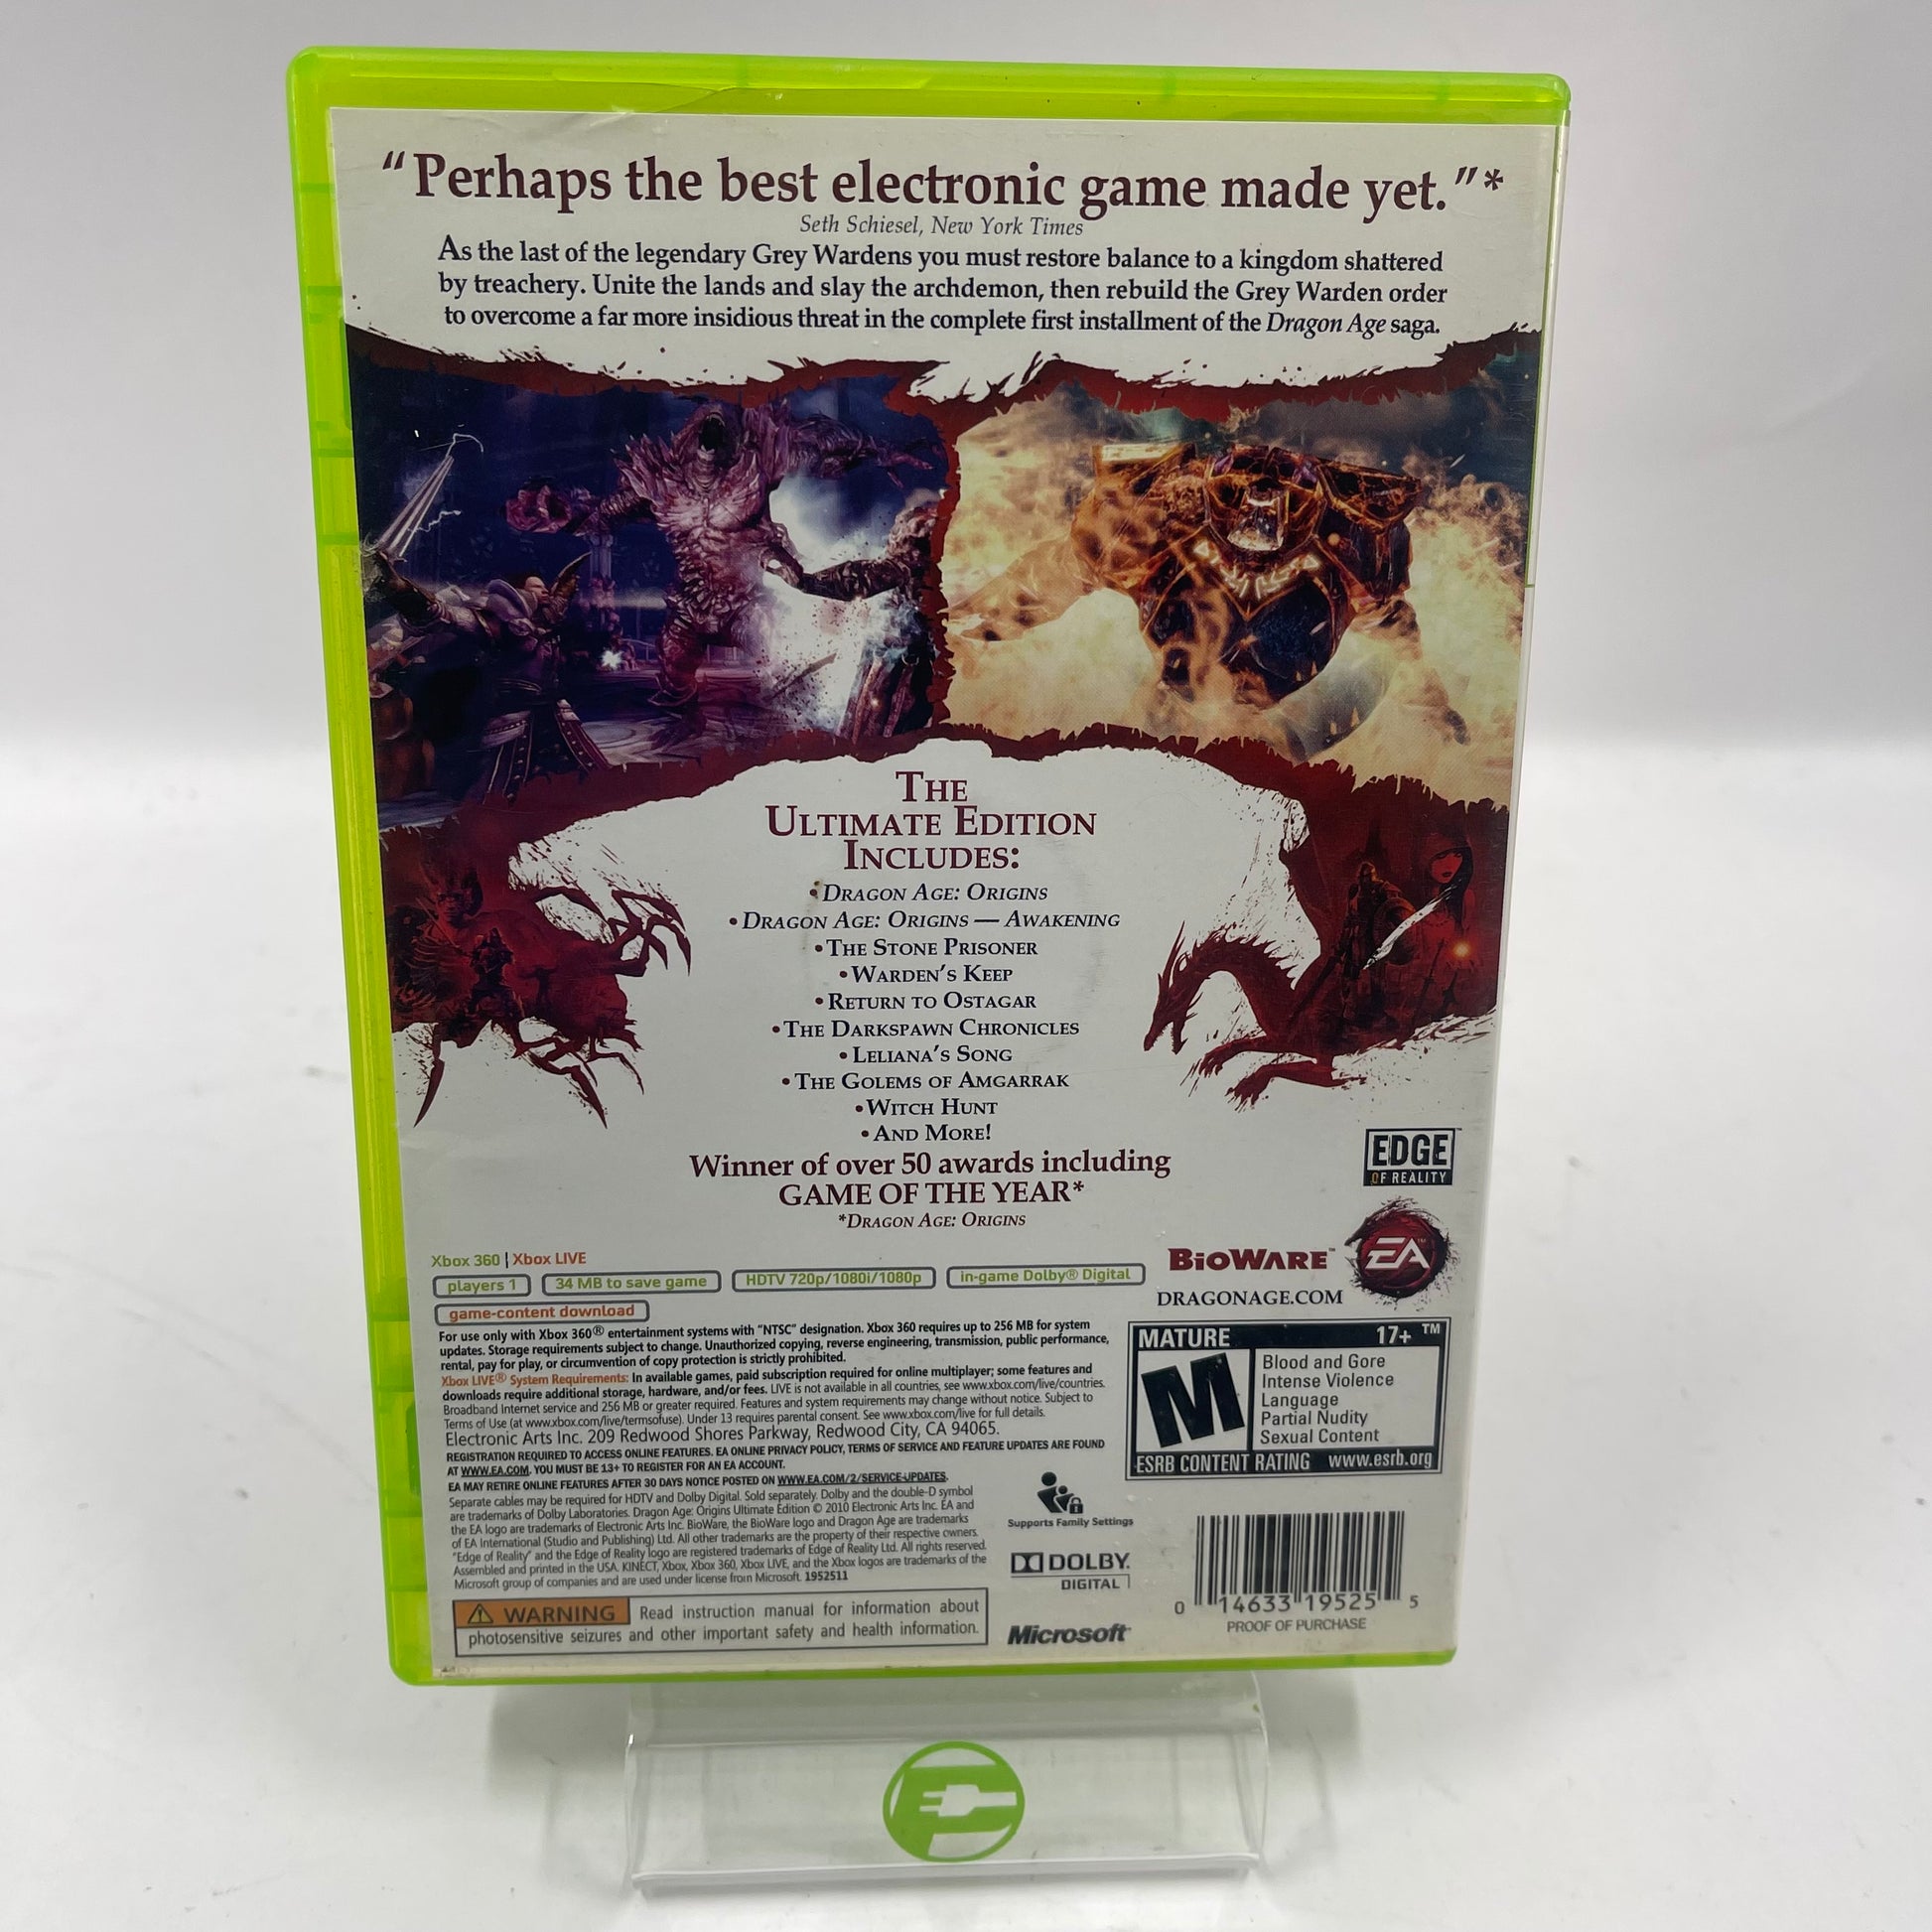 “Perhaps the best electronic game made yet.”*
Seth Schiesel, New York Times
As the last of the legendary Grey Wardens you must restore balance to a kingdom shattered
by treachery. Unite the lands and slay the archdemon, then rebuild the Grey Warden order
to overcome a far more insidious threat in the complete first installment of the Dragon Age saga.
THE
ULTIMATE EDITION
INCLUDES:
•DRAGON AGE: ORIGINS
•DRAGON AGE: ORIGINS — AWAKENING
•THE STONE PRISONER
•WARDEN'S KEEP
•RETURN TO OSTAGAR
•THE DARKSPAWN CHRONICLES
•LELIANA'S SONG
•THE GOLEMS OF AMGARRAK
•WITCH HUNT
•AND MORE!
Winner of over 50 awards including
GAME OF THE YEAR*
*DRAGON AGE: ORIGINS
EDGE
OF REALITY
BIOWARE™
EA™
DRAGONAGE.COM
Xbox 360 | Xbox LIVE
players 1
34 MB to save game
HDTV 720p/1080i/1080p
in-game Dolby® Digital
game-content download
For use only with Xbox 360® entertainment systems with "NTSC" designation. Xbox 360 requires up to 256 MB for system
updates. Storage requirements subject to change. Unauthorized copying, reverse engineering, transmission, public performance,
rental, pay for play, or circumvention of copy protection is strictly prohibited.
Xbox LIVE® System Requirements: In available games, paid subscription required for online multiplayer; some features and
downloads require additional storage, hardware, and/or fees. LIVE is not available in all countries, see www.xbox.com/live/countries.
Broadband Internet service and 256 MB or greater required. Features and system requirements may change without notice. Subject to
Terms of Use (at www.xbox.com/live/termsofuse). Under 13 requires parental consent. See www.xbox.com/live for full details.
Electronic Arts Inc. 209 Redwood Shores Parkway, Redwood City, CA 94065.
REGISTRATION REQUIRED TO ACCESS ONLINE FEATURES. EA ONLINE PRIVACY POLICY, TERMS OF SERVICE AND FEATURE UPDATES ARE FOUND
AT WWW.EA.COM. YOU MUST BE 13+ TO REGISTER FOR AN EA ACCOUNT.
EA MAY RETIRE ONLINE FEATURES AFTER 30 DAYS NOTICE POSTED ON WWW.EA.COM/2/SERVICE-UPDATES.
Separate cables may be required for HDTV and Dolby Digital. Sold separately. Dolby and the double-D symbol
are trademarks of Dolby Laboratories. Dragon Age: Origins Ultimate Edition © 2010 Electronic Arts Inc. EA and
the EA logo are trademarks of Electronic Arts Inc. BioWare, the BioWare logo and Dragon Age are trademarks
of EA International (Studio and Publishing) Ltd. All other trademarks are the property of their respective owners.
"Edge of Reality" and the Edge of Reality logo are registered trademarks of Edge of Reality Ltd. All rights reserved.
Assembled and printed in the USA. KINECT, Xbox, Xbox 360, Xbox LIVE, and the Xbox logos are trademarks of the
Microsoft group of companies and are used under license from Microsoft. 1952511
WARNING Read instruction manual for information about
photosensitive seizures and other important safety and health information.
MATURE 17+ ™
M
Blood and Gore
Intense Violence
Language
Partial Nudity
Sexual Content
ESRB CONTENT RATING www.esrb.org
Supports Family Settings
DOLBY
DIGITAL
Microsoft
0 14633 19525 5
PROOF OF PURCHASE